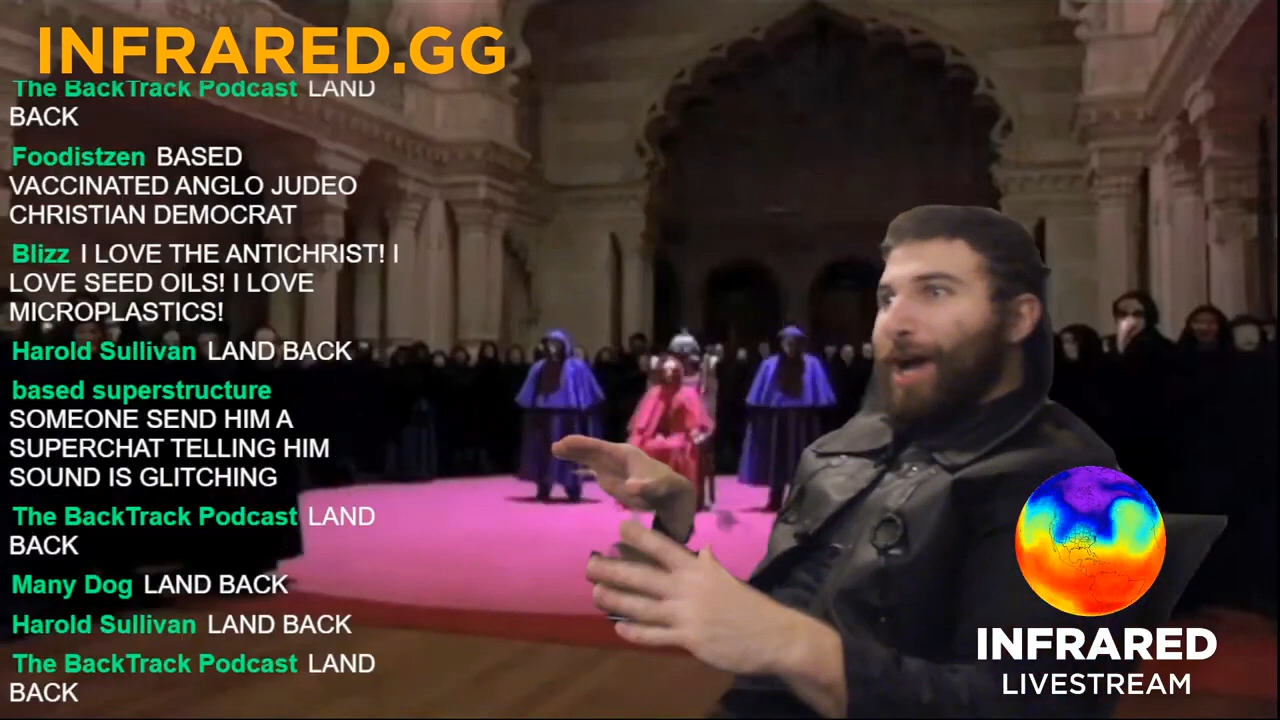 INFRARED.GG
The BackTrack Podcast LAND
BACK
Foodistzen BASED
VACCINATED ANGLO JUDEO
CHRISTIAN DEMOCRAT
Blizz I LOVE THE ANTICHRIST! I
LOVE SEED OILS! I LOVE
MICROPLASTICS!
Harold Sullivan LAND BACK
based superstructure
SOMEONE SEND HIM A
SUPERCHAT TELLING HIM
SOUND IS GLITCHING
The BackTrack Podcast LAND
BACK
Many Dog LAND BACK
Harold Sullivan LAND BACK
The BackTrack Podcast LAND
BACK
INFRARED
LIVESTREAM